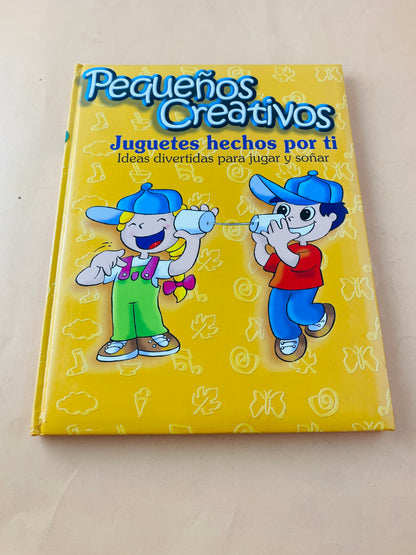 Pequeños
Creativos
Juguetes hechos por ti
Ideas divertidas para jugar y soñar